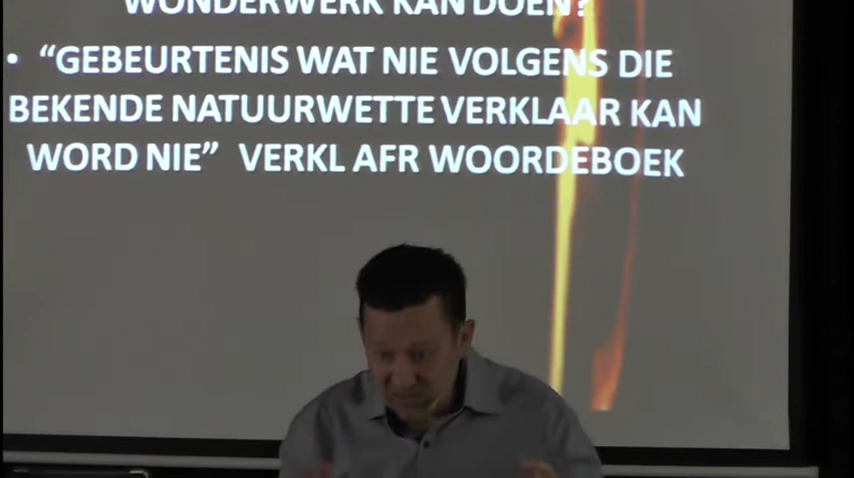 WONDERWERK KAN DOEN?
• “GEBEURTENIS WAT NIE VOLGENS DIE
BEKENDE NATUURWETTE VERKLAAR KAN
WORD NIE” VERKL AFR WOORDEBOEK